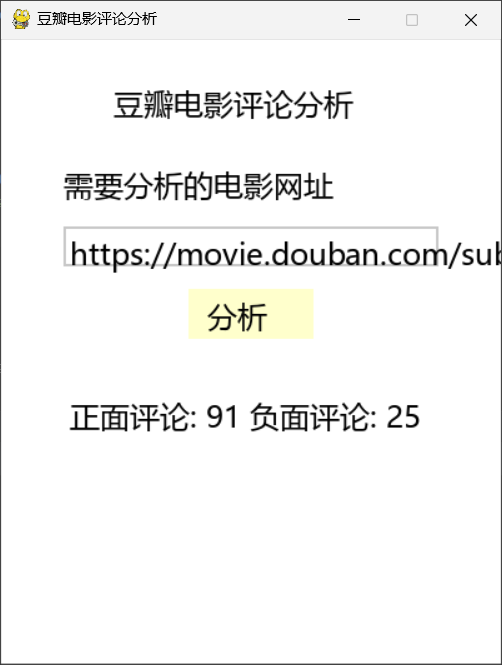 豆瓣电影评论分析
豆瓣电影评论分析
需要分析的电影网址
https://movie.douban.com/sub
分析
正面评论: 91 负面评论: 25